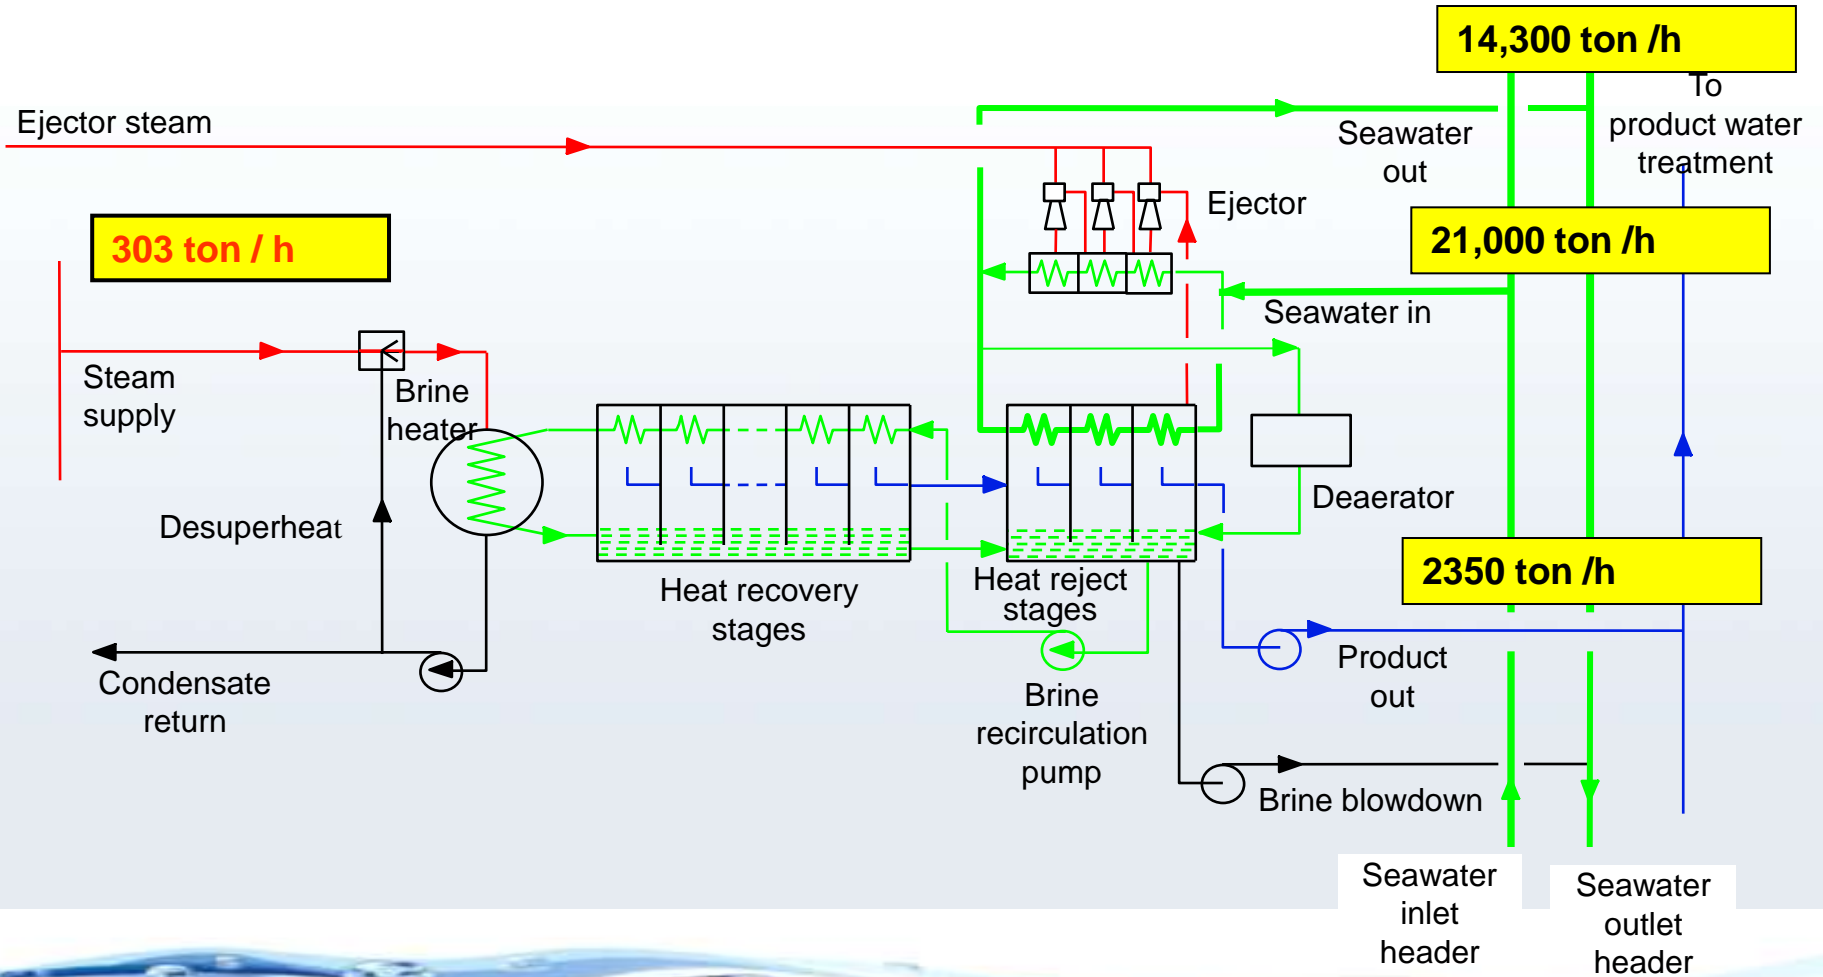 14,300 ton /h
To
product water
treatment
Ejector steam
Seawater
out
Ejector
303 ton / h
21,000 ton /h
Seawater in
Steam
supply
Brine
heater
Desuperheat
Deaerator
Heat recovery
stages
Heat reject
stages
2350 ton /h
Condensate
return
Brine
recirculation
pump
Product
out
Brine blowdown
Seawater
inlet
header
Seawater
outlet
header